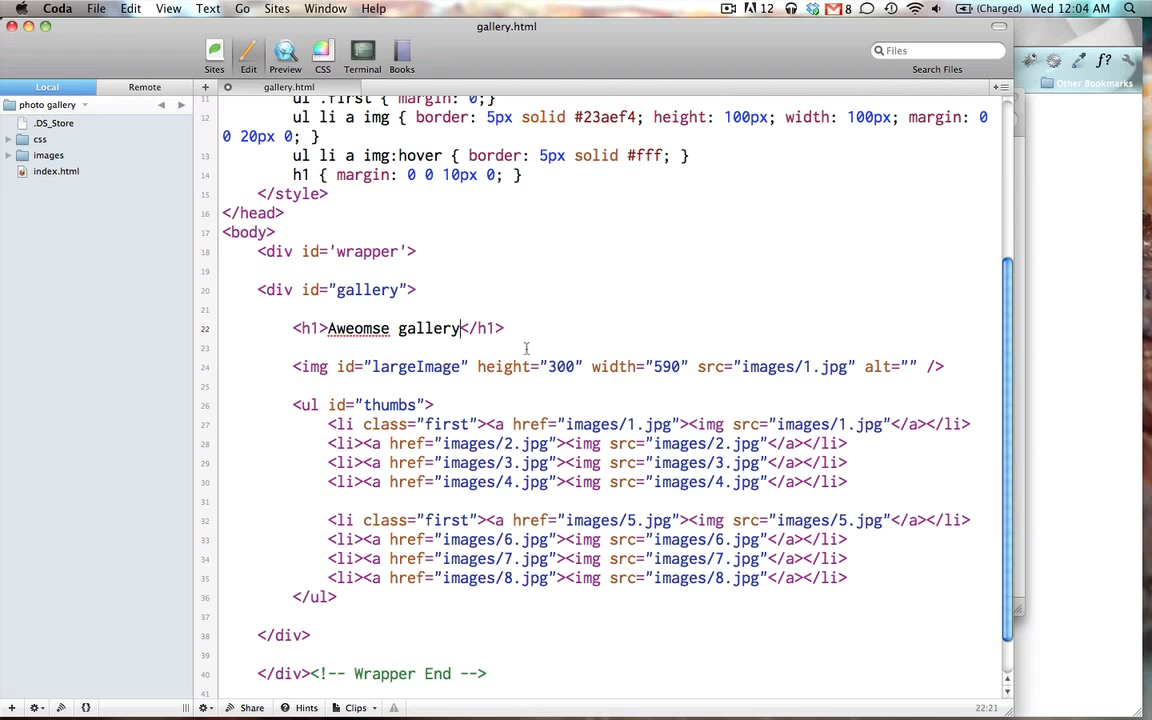 Coda File Edit View Text Go Sites Window Help 12 8 (Charged) Wed 12:04 AM
gallery.html
Sites Edit Preview CSS Terminal Books Files
Search Files
Local Remote gallery.html
Other Bookmarks
photo gallery
.DS_Store
css
images
index.html
11 ul .first { margin: 0;}
12 ul li a img { border: 5px solid #23aef4; height: 100px; width: 100px; margin: 0
0 20px 0; }
13 ul li a img:hover { border: 5px solid #fff; }
14 h1 { margin: 0 0 10px 0; }
15 </style>
16 </head>
17 <body>
18 <div id='wrapper'>
19
20 <div id="gallery">
21
22 <h1>Aweomse gallery</h1>
23
24 <img id="largeImage" height="300" width="590" src="images/1.jpg" alt="" />
25
26 <ul id="thumbs">
27 <li class="first"><a href="images/1.jpg"><img src="images/1.jpg"</a></li>
28 <li><a href="images/2.jpg"><img src="images/2.jpg"</a></li>
29 <li><a href="images/3.jpg"><img src="images/3.jpg"</a></li>
30 <li><a href="images/4.jpg"><img src="images/4.jpg"</a></li>
31
32 <li class="first"><a href="images/5.jpg"><img src="images/5.jpg"</a></li>
33 <li><a href="images/6.jpg"><img src="images/6.jpg"</a></li>
34 <li><a href="images/7.jpg"><img src="images/7.jpg"</a></li>
35 <li><a href="images/8.jpg"><img src="images/8.jpg"</a></li>
36 </ul>
37
38 </div>
39
40 </div><!-- Wrapper End -->
41
Share Hints Clips 22:21